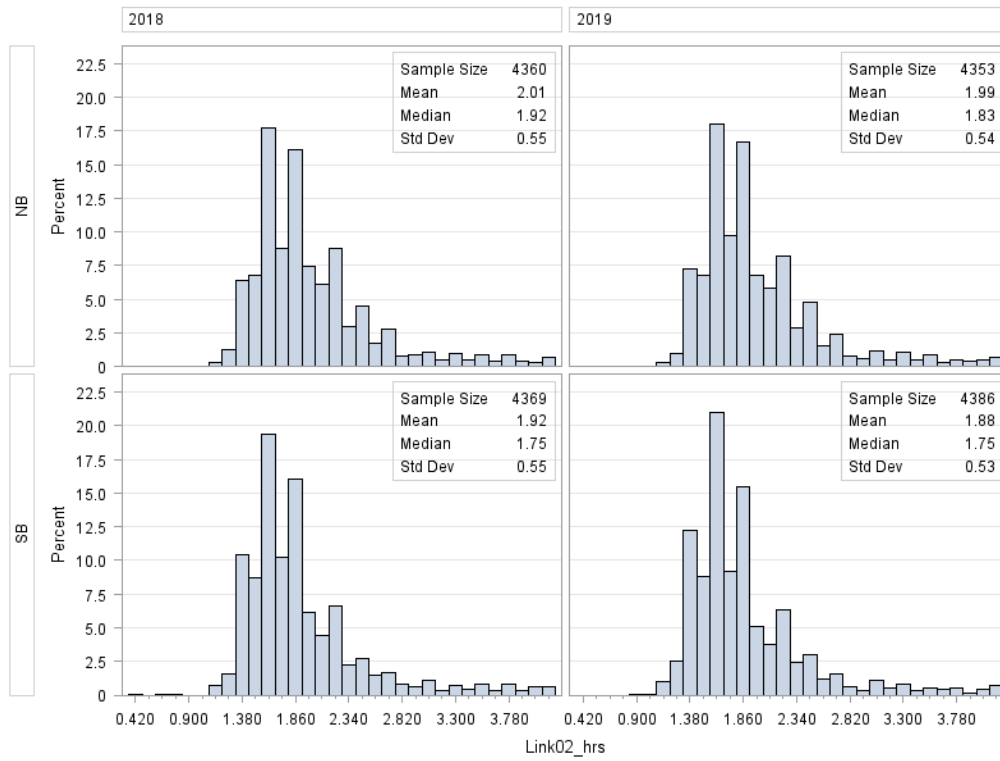 2018
2019
NB
Percent
22.5
20.0
17.5
15.0
12.5
10.0
7.5
5.0
2.5
0
Sample Size 4360
Mean 2.01
Median 1.92
Std Dev 0.55
Sample Size 4353
Mean 1.99
Median 1.83
Std Dev 0.54
SB
Percent
22.5
20.0
17.5
15.0
12.5
10.0
7.5
5.0
2.5
0
Sample Size 4369
Mean 1.92
Median 1.75
Std Dev 0.55
Sample Size 4386
Mean 1.88
Median 1.75
Std Dev 0.53
0.420 0.900 1.380 1.860 2.340 2.820 3.300 3.780
0.420 0.900 1.380 1.860 2.340 2.820 3.300 3.780
Link02_hrs